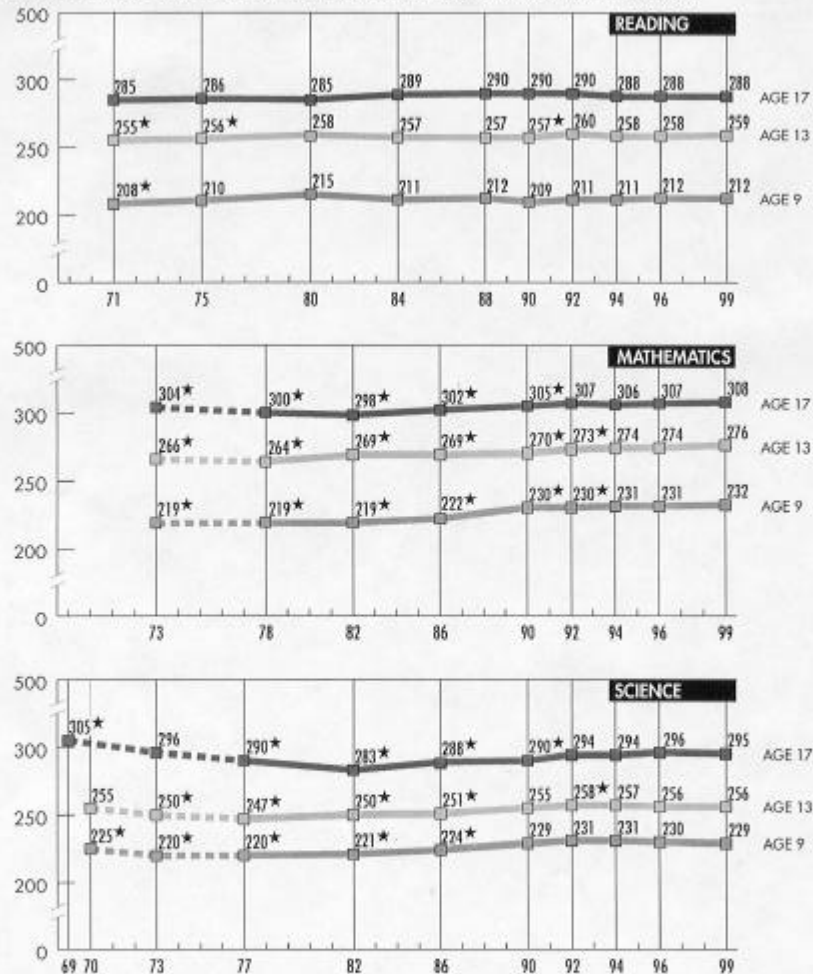 500 READING
300 285 286 285 289 290 290 290 288 288 288 AGE 17
255★ 256★ 258 257 257 257★ 260 258 258 259 AGE 13
250
208★ 210 215 211 212 209 211 211 212 212 AGE 9
200
0
71 75 80 84 88 90 92 94 96 99
500 MATHEMATICS
304★ 300★ 298★ 302★ 305★ 307 306 307 308 AGE 17
300
266★ 264★ 269★ 269★ 270★ 273★ 274 274 276 AGE 13
250
219★ 219★ 219★ 222★ 230★ 230★ 231 231 232 AGE 9
200
0
73 78 82 86 90 92 94 96 99
500 SCIENCE
305★ 296 290★ 283★ 288★ 290★ 294 294 296 295 AGE 17
300
255 250★ 247★ 250★ 251★ 255 258★ 257 256 256 AGE 13
250
225★ 220★ 220★ 221★ 224★ 229 231 231 230 229 AGE 9
200
0
69 70 73 77 82 86 90 92 94 96 99